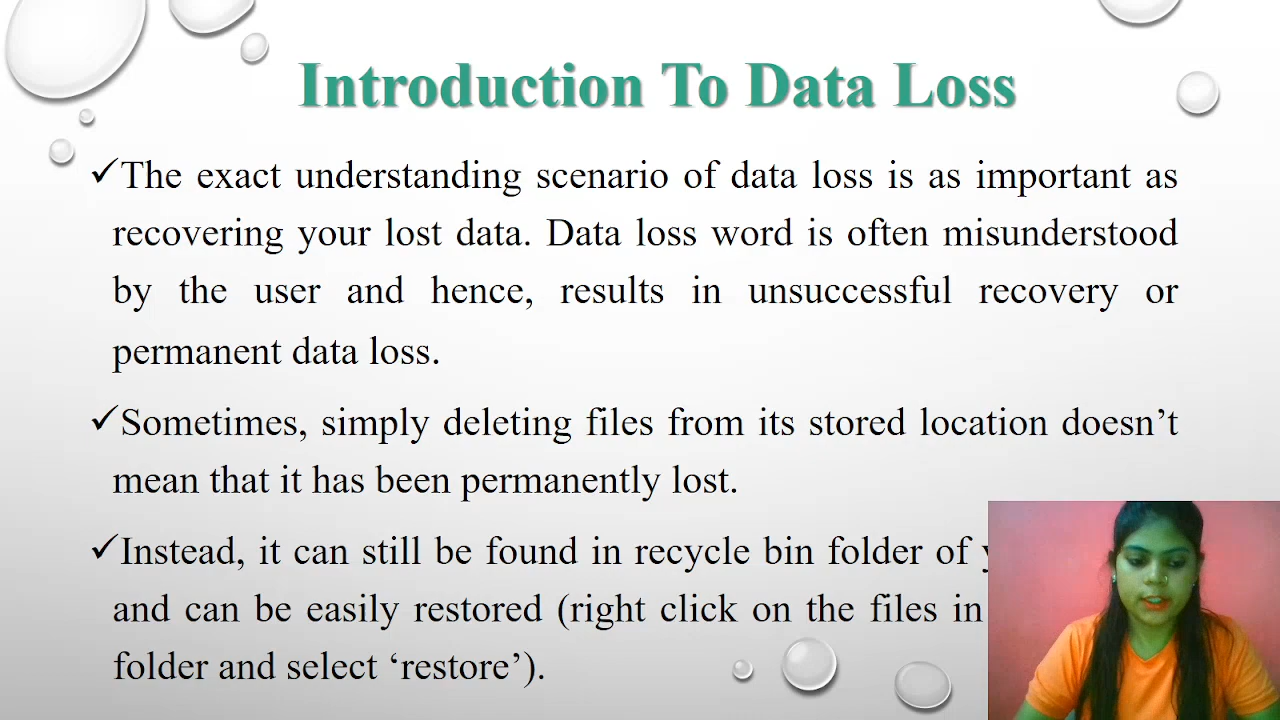 Introduction To Data Loss
✓The exact understanding scenario of data loss is as important as
recovering your lost data. Data loss word is often misunderstood
by the user and hence, results in unsuccessful recovery or
permanent data loss.
✓Sometimes, simply deleting files from its stored location doesn’t
mean that it has been permanently lost.
✓Instead, it can still be found in recycle bin folder of
and can be easily restored (right click on the files in
folder and select ‘restore’).